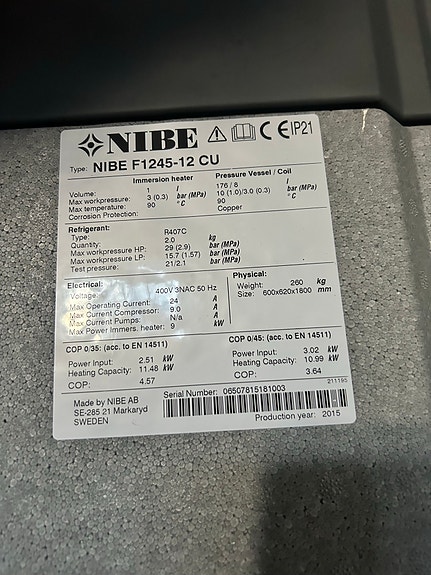 NIBE CE IP21
Type: NIBE F1245-12 CU
Immersion heater Pressure Vessel / Coil
Volume: 1 l 176 / 8 l
Max workpressure: 3 (0.3) bar (MPa) 10 (1.0)/3.0 (0.3) bar (MPa)
Max temperature: 90 °C 90 °C
Corrosion Protection: Copper
Refrigerant:
Type: R407C
Quantity: 2.0 kg
Max workpressure HP: 29 (2.9) bar (MPa)
Max workpressure LP: 15.7 (1.57) bar (MPa)
Test pressure: 21/2.1 bar (MPa)
Electrical:
Voltage: 400V 3NAC 50 Hz
Max Operating Current: 24 A
Max Current Compressor: 9.0 A
Max Current Pumps: N/a A
Max Power Immers. heater: 9 kW
Physical:
Weight: 260 kg
Size: 600x620x1800 mm
COP 0/35: (acc. to EN 14511)
Power Input: 2.51 kW
Heating Capacity: 11.48 kW
COP: 4.57
COP 0/45: (acc. to EN 14511)
Power Input: 3.02 kW
Heating Capacity: 10.99 kW
COP: 3.64
211195
Made by NIBE AB
SE-285 21 Markaryd
SWEDEN
Serial Number: 06507815181003
Production year: 2015